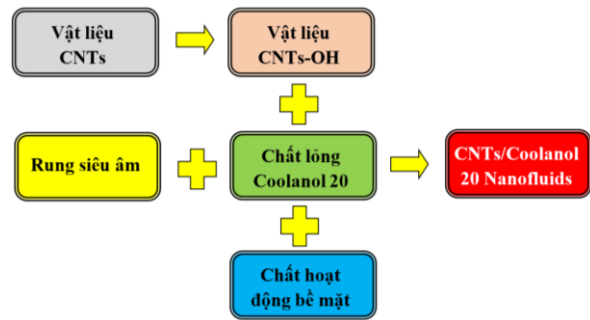 Vật liệu
CNTs
Vật liệu
CNTs-OH
Rung siêu âm
Chất lỏng
Coolanol 20
CNTs/Coolanol
20 Nanofluids
Chất hoạt
động bề mặt